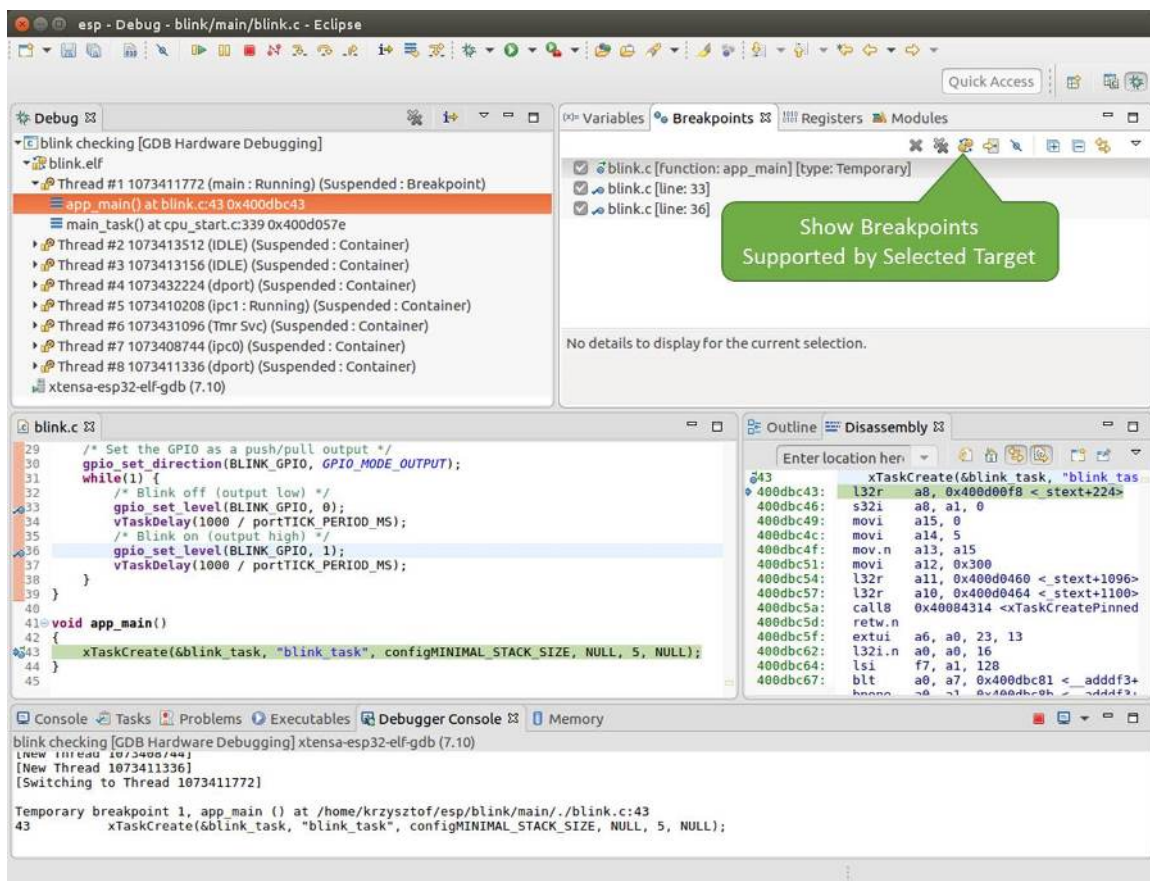 esp - Debug - blink/main/blink.c - Eclipse
Quick Access
Debug
blink checking [GDB Hardware Debugging]
blink.elf
Thread #1 1073411772 (main : Running) (Suspended : Breakpoint)
app_main() at blink.c:43 0x400dbc43
main_task() at cpu_start.c:339 0x400d057e
Thread #2 1073413512 (IDLE) (Suspended : Container)
Thread #3 1073413156 (IDLE) (Suspended : Container)
Thread #4 1073432224 (dport) (Suspended : Container)
Thread #5 1073410208 (ipc1 : Running) (Suspended : Container)
Thread #6 1073431096 (Tmr Svc) (Suspended : Container)
Thread #7 1073408744 (ipc0) (Suspended : Container)
Thread #8 1073411336 (dport) (Suspended : Container)
xtensa-esp32-elf-gdb (7.10)
(x)= Variables Breakpoints Registers Modules
blink.c [function: app_main] [type: Temporary]
blink.c [line: 33]
blink.c [line: 36]
Show Breakpoints
Supported by Selected Target
No details to display for the current selection.
blink.c
29 /* Set the GPIO as a push/pull output */
30 gpio_set_direction(BLINK_GPIO, GPIO_MODE_OUTPUT);
31 while(1) {
32 /* Blink off (output low) */
33 gpio_set_level(BLINK_GPIO, 0);
34 vTaskDelay(1000 / portTICK_PERIOD_MS);
35 /* Blink on (output high) */
36 gpio_set_level(BLINK_GPIO, 1);
37 vTaskDelay(1000 / portTICK_PERIOD_MS);
38 }
39 }
40
41 void app_main()
42 {
43 xTaskCreate(&blink_task, "blink_task", configMINIMAL_STACK_SIZE, NULL, 5, NULL);
44 }
45
Outline Disassembly
Enter location her
43 xTaskCreate(&blink_task, "blink_tas
400dbc43: l32r a8, 0x400d00f8 <_stext+224>
400dbc46: s32i a8, a1, 0
400dbc49: movi a15, 0
400dbc4c: movi a14, 5
400dbc4f: mov.n a13, a15
400dbc51: movi a12, 0x300
400dbc54: l32r a11, 0x400d0460 <_stext+1096>
400dbc57: l32r a10, 0x400d0464 <_stext+1100>
400dbc5a: call8 0x40084314 <xTaskCreatePinned
400dbc5d: retw.n
400dbc5f: extui a6, a0, 23, 13
400dbc62: l32i.n a0, a0, 16
400dbc64: lsi f7, a1, 128
400dbc67: blt a0, a7, 0x400dbc81 <__adddf3+
Console Tasks Problems Executables Debugger Console Memory
blink checking [GDB Hardware Debugging] xtensa-esp32-elf-gdb (7.10)
[New Thread 1073408744]
[New Thread 1073411336]
[Switching to Thread 1073411772]
Temporary breakpoint 1, app_main () at /home/krzysztof/esp/blink/main/./blink.c:43
43 xTaskCreate(&blink_task, "blink_task", configMINIMAL_STACK_SIZE, NULL, 5, NULL);